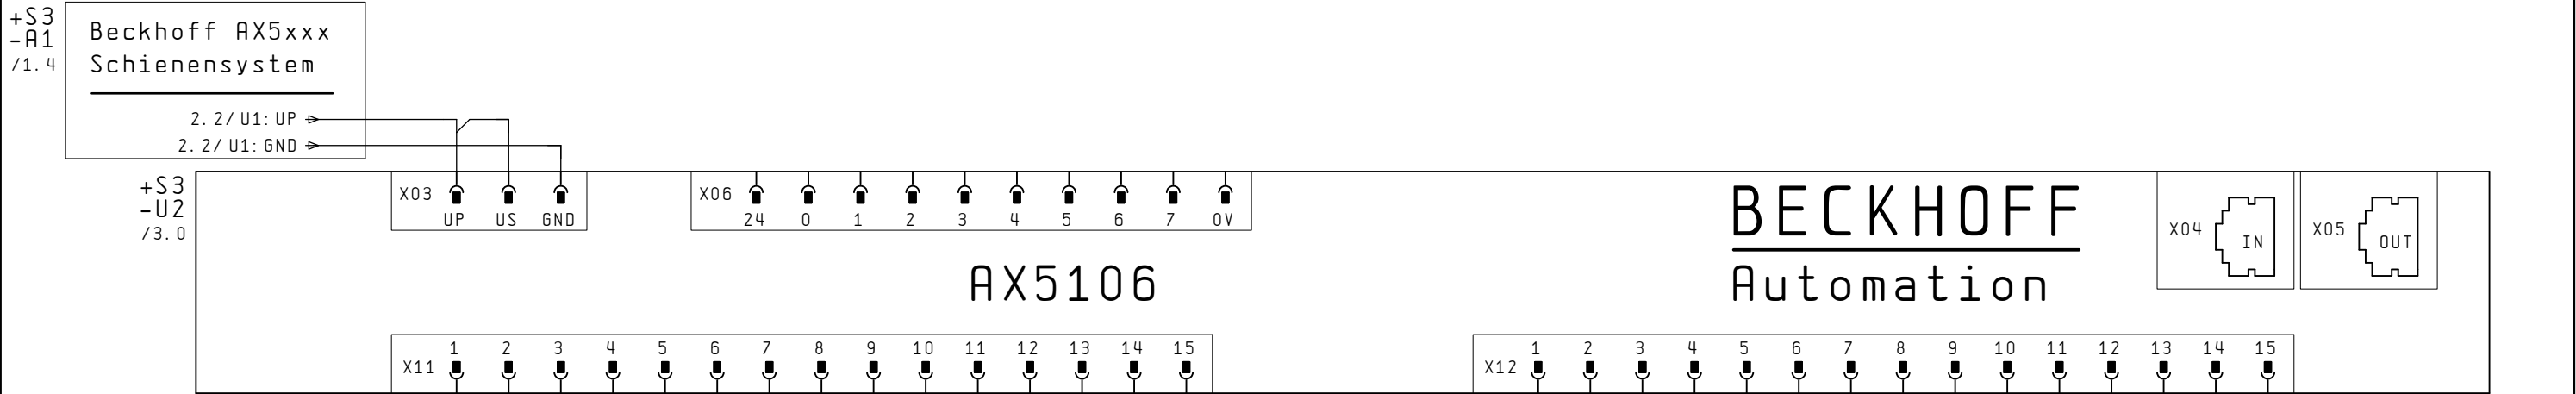 +S3
-A1
/1.4
Beckhoff AX5xxx
Schienensystem
2.2/U1:UP
2.2/U1:GND
+S3
-U2
/3.0
X03
UP US GND
X06
24 0 1 2 3 4 5 6 7 0V
BECKHOFF
Automation
X04
IN
X05
OUT
AX5106
X11
1 2 3 4 5 6 7 8 9 10 11 12 13 14 15
X12
1 2 3 4 5 6 7 8 9 10 11 12 13 14 15